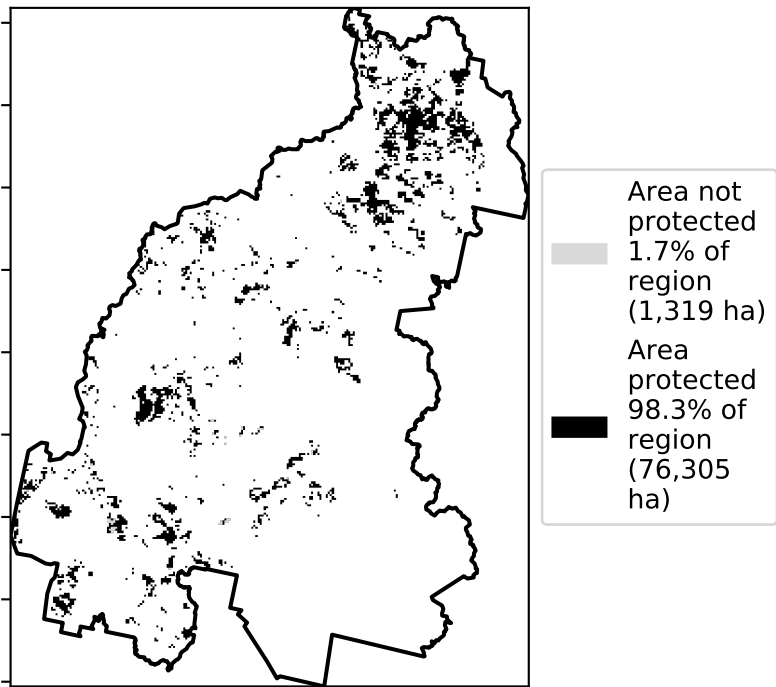 Area not
protected
1.7% of
region
(1,319 ha)
Area
protected
98.3% of
region
(76,305
ha)